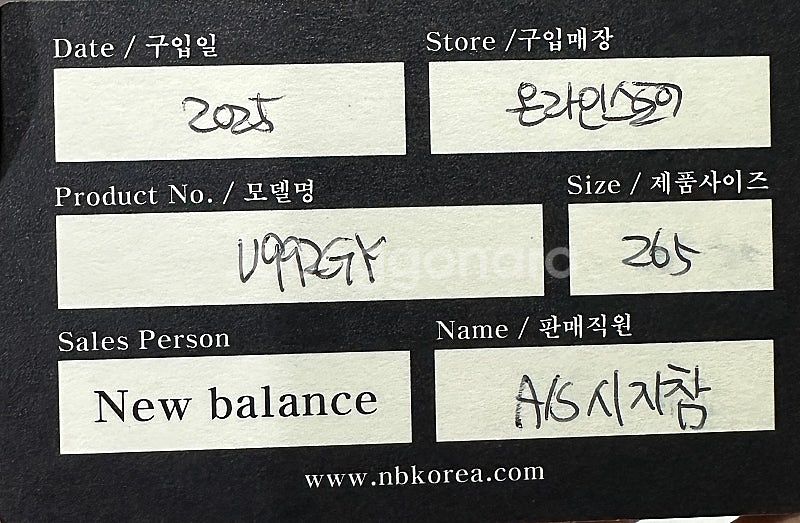 Date / 구입일
Store /구입매장
2025
온라인스토어
Product No. / 모델명
Size / 제품사이즈
U992GY
265
Sales Person
Name / 판매직원
New balance
A/S시 지참
www.nbkorea.com